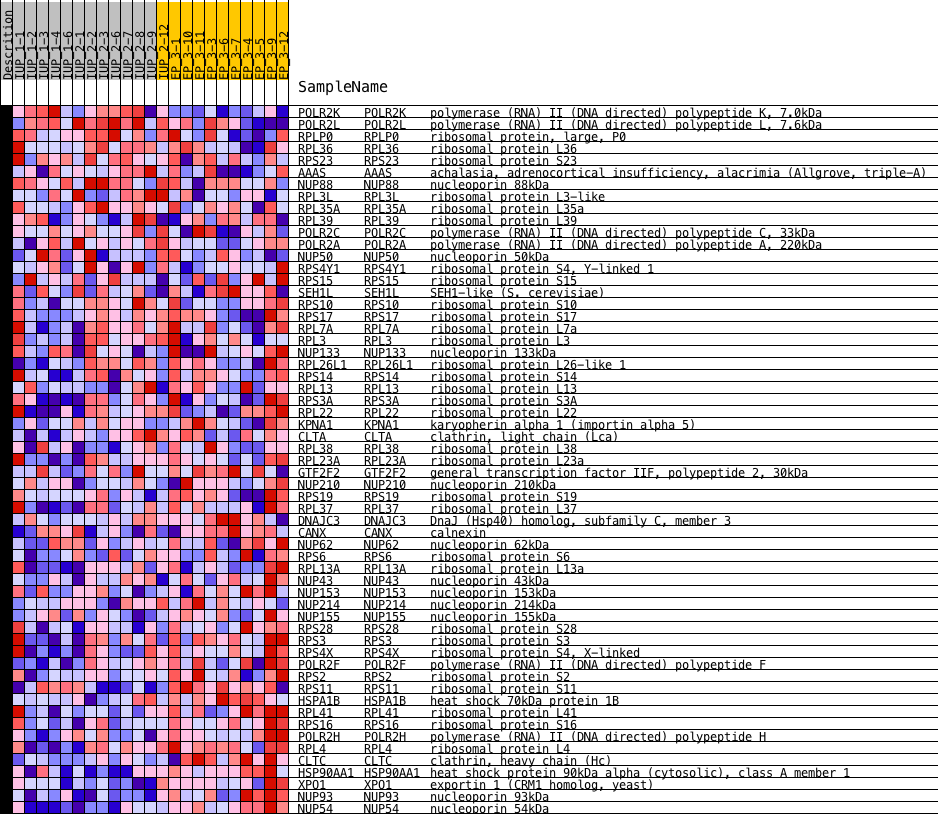 Descrition
IUP_1-1
IUP_1-2
IUP_1-3
IUP_1-4
IUP_1-6
IUP_2-1
IUP_2-2
IUP_2-3
IUP_2-6
IUP_2-7
IUP_2-8
IUP_2-9
IUP_2-12
EP_3-1
EP_3-10
EP_3-11
EP_3-3
EP_3-6
EP_3-7
EP_3-4
EP_3-5
EP_3-9
EP_3-12
SampleName
POLR2K POLR2K polymerase (RNA) II (DNA directed) polypeptide K, 7.0kDa
POLR2L POLR2L polymerase (RNA) II (DNA directed) polypeptide L, 7.6kDa
RPLP0 RPLP0 ribosomal protein, large, P0
RPL36 RPL36 ribosomal protein L36
RPS23 RPS23 ribosomal protein S23
AAAS AAAS achalasia, adrenocortical insufficiency, alacrimia (Allgrove, triple-A)
NUP88 NUP88 nucleoporin 88kDa
RPL3L RPL3L ribosomal protein L3-like
RPL35A RPL35A ribosomal protein L35a
RPL39 RPL39 ribosomal protein L39
POLR2C POLR2C polymerase (RNA) II (DNA directed) polypeptide C, 33kDa
POLR2A POLR2A polymerase (RNA) II (DNA directed) polypeptide A, 220kDa
NUP50 NUP50 nucleoporin 50kDa
RPS4Y1 RPS4Y1 ribosomal protein S4, Y-linked 1
RPS15 RPS15 ribosomal protein S15
SEH1L SEH1L SEH1-like (S. cerevisiae)
RPS10 RPS10 ribosomal protein S10
RPS17 RPS17 ribosomal protein S17
RPL7A RPL7A ribosomal protein L7a
RPL3 RPL3 ribosomal protein L3
NUP133 NUP133 nucleoporin 133kDa
RPL26L1 RPL26L1 ribosomal protein L26-like 1
RPS14 RPS14 ribosomal protein S14
RPL13 RPL13 ribosomal protein L13
RPS3A RPS3A ribosomal protein S3A
RPL22 RPL22 ribosomal protein L22
KPNA1 KPNA1 karyopherin alpha 1 (importin alpha 5)
CLTA CLTA clathrin, light chain (Lca)
RPL38 RPL38 ribosomal protein L38
RPL23A RPL23A ribosomal protein L23a
GTF2F2 GTF2F2 general transcription factor IIF, polypeptide 2, 30kDa
NUP210 NUP210 nucleoporin 210kDa
RPS19 RPS19 ribosomal protein S19
RPL37 RPL37 ribosomal protein L37
DNAJC3 DNAJC3 DnaJ (Hsp40) homolog, subfamily C, member 3
CANX CANX calnexin
NUP62 NUP62 nucleoporin 62kDa
RPS6 RPS6 ribosomal protein S6
RPL13A RPL13A ribosomal protein L13a
NUP43 NUP43 nucleoporin 43kDa
NUP153 NUP153 nucleoporin 153kDa
NUP214 NUP214 nucleoporin 214kDa
NUP155 NUP155 nucleoporin 155kDa
RPS28 RPS28 ribosomal protein S28
RPS3 RPS3 ribosomal protein S3
RPS4X RPS4X ribosomal protein S4, X-linked
POLR2F POLR2F polymerase (RNA) II (DNA directed) polypeptide F
RPS2 RPS2 ribosomal protein S2
RPS11 RPS11 ribosomal protein S11
HSPA1B HSPA1B heat shock 70kDa protein 1B
RPL41 RPL41 ribosomal protein L41
RPS16 RPS16 ribosomal protein S16
POLR2H POLR2H polymerase (RNA) II (DNA directed) polypeptide H
RPL4 RPL4 ribosomal protein L4
CLTC CLTC clathrin, heavy chain (Hc)
HSP90AA1 HSP90AA1 heat shock protein 90kDa alpha (cytosolic), class A member 1
XPO1 XPO1 exportin 1 (CRM1 homolog, yeast)
NUP93 NUP93 nucleoporin 93kDa
NUP54 NUP54 nucleoporin 54kDa